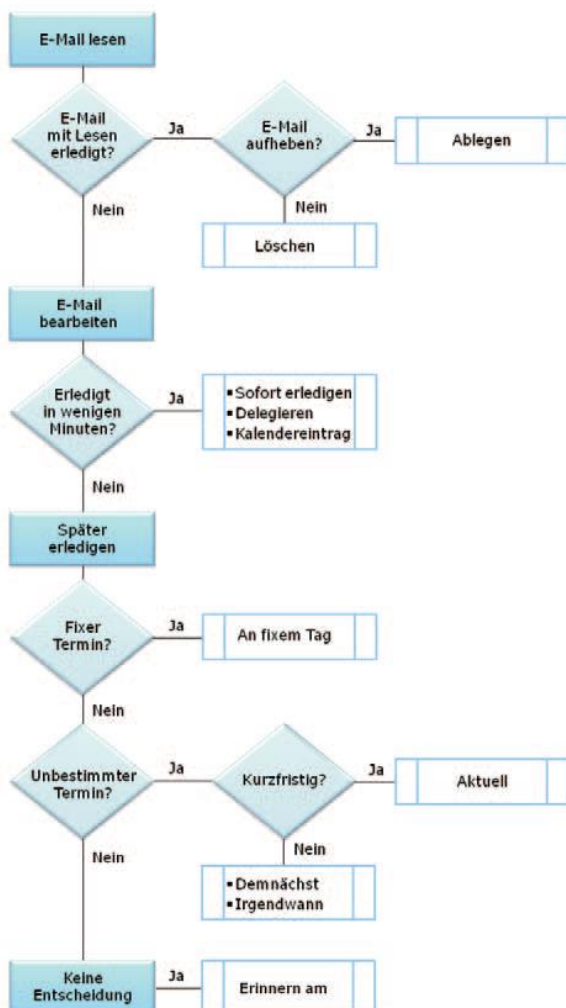 E-Mail lesen
E-Mail
mit Lesen
erledigt?
Ja
E-Mail
aufheben?
Ja
Ablegen
Nein
Nein
Löschen
E-Mail
bearbeiten
Erledigt
in wenigen
Minuten?
Ja
▪ Sofort erledigen
▪ Delegieren
▪ Kalendereintrag
Nein
Später
erledigen
Fixer
Termin?
Ja
An fixem Tag
Nein
Unbestimmter
Termin?
Ja
Kurzfristig?
Ja
Aktuell
Nein
Nein
▪ Demnächst
▪ Irgendwann
Keine
Entscheidung
Ja
Erinnern am